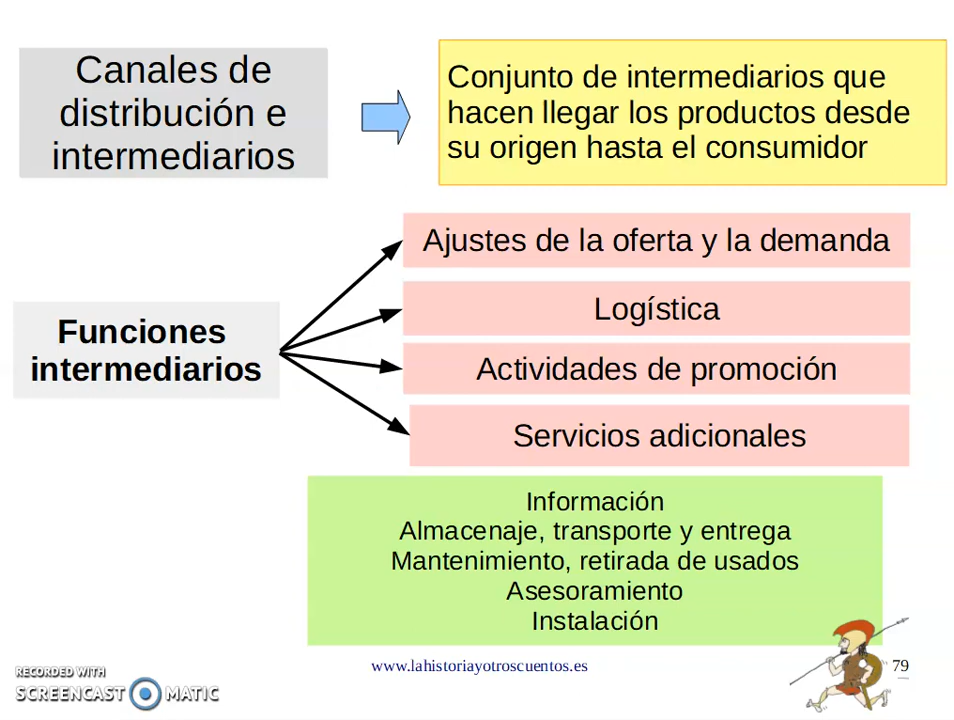 Canales de
distribución e
intermediarios
Conjunto de intermediarios que
hacen llegar los productos desde
su origen hasta el consumidor
Ajustes de la oferta y la demanda
Logística
Funciones
intermediarios
Actividades de promoción
Servicios adicionales
Información
Almacenaje, transporte y entrega
Mantenimiento, retirada de usados
Asesoramiento
Instalación
www.lahistoriayotroscuentos.es
79
RECORDED WITH
SCREENCAST MATIC